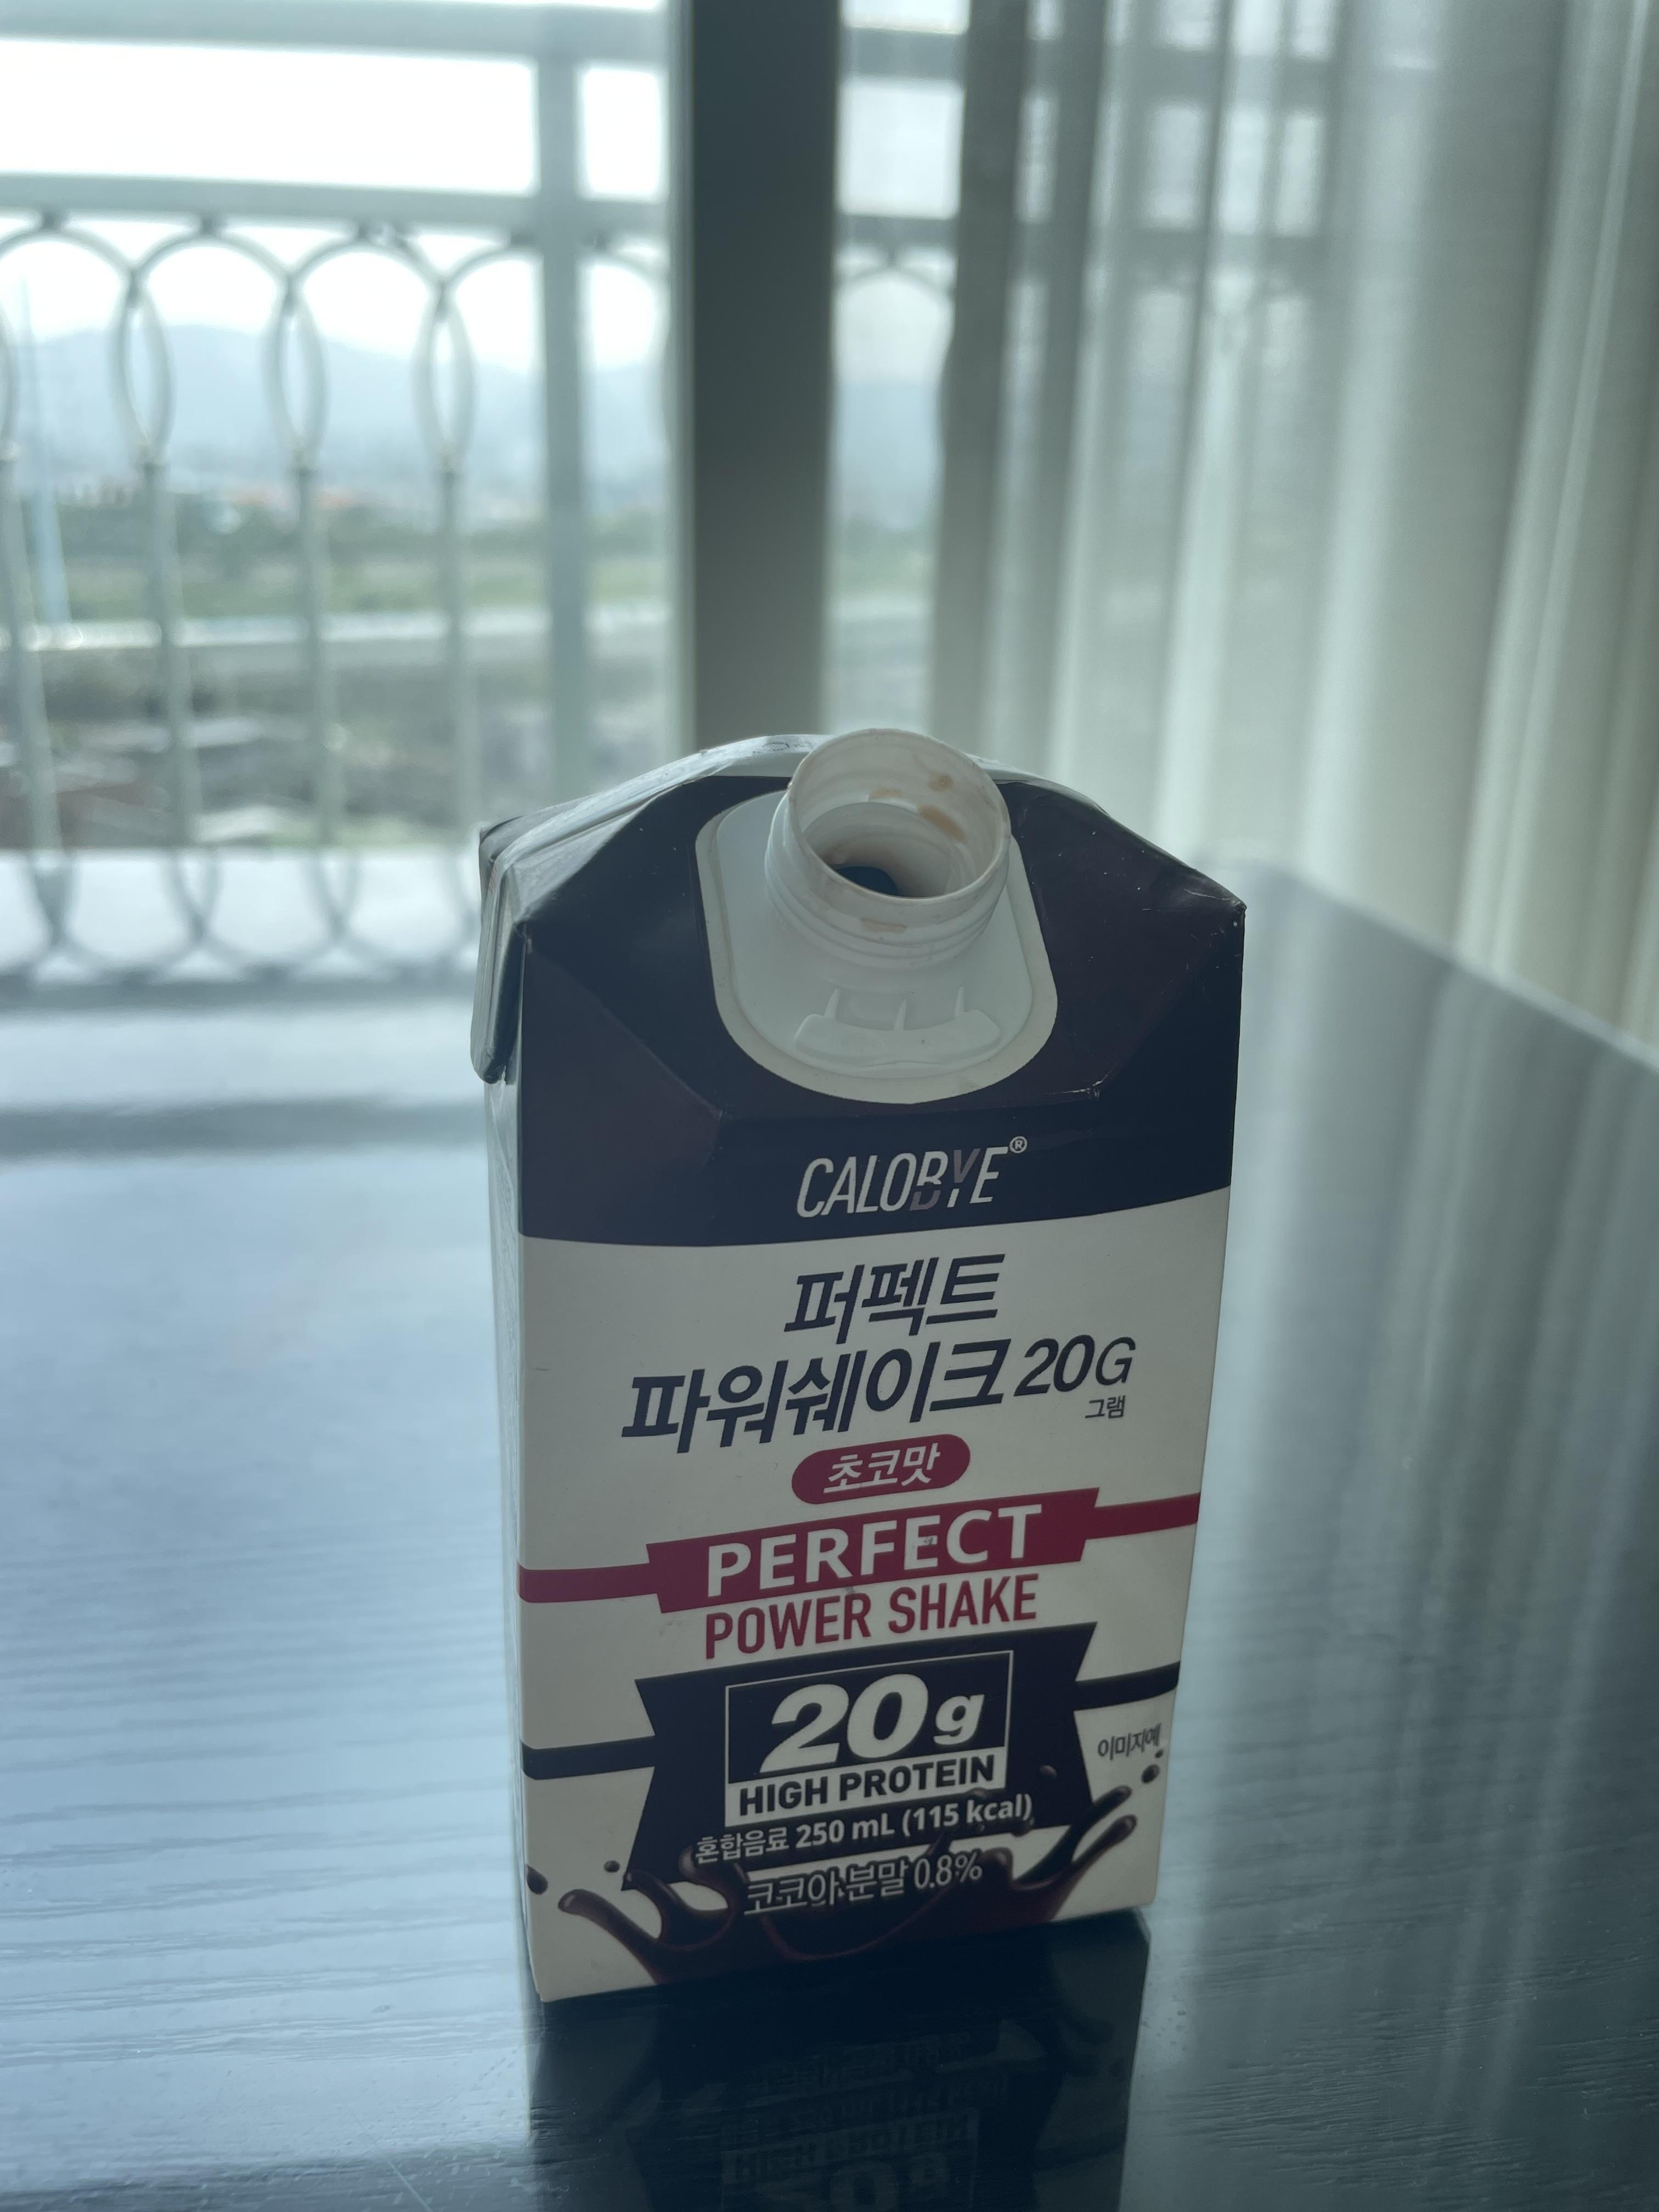 CALOBYE®
퍼펙트
파워쉐이크 20G
그램
초코맛
PERFECT
POWER SHAKE
20g
HIGH PROTEIN
이미지예
혼합음료 250 mL (115 kcal)
코코아분말 0.8%